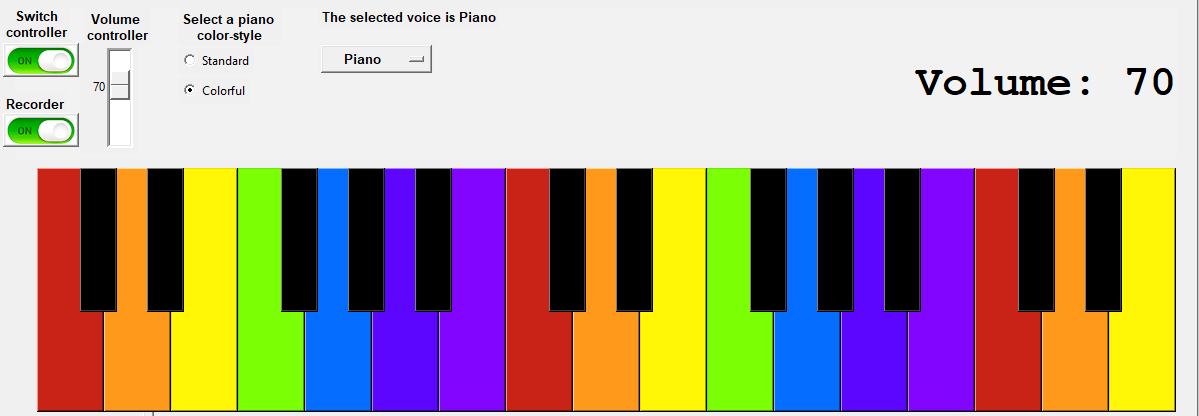 Switch
controller
ON
Recorder
ON
Volume
controller
70
Select a piano
color-style
Standard
Colorful
The selected voice is Piano
Piano
Volume: 70